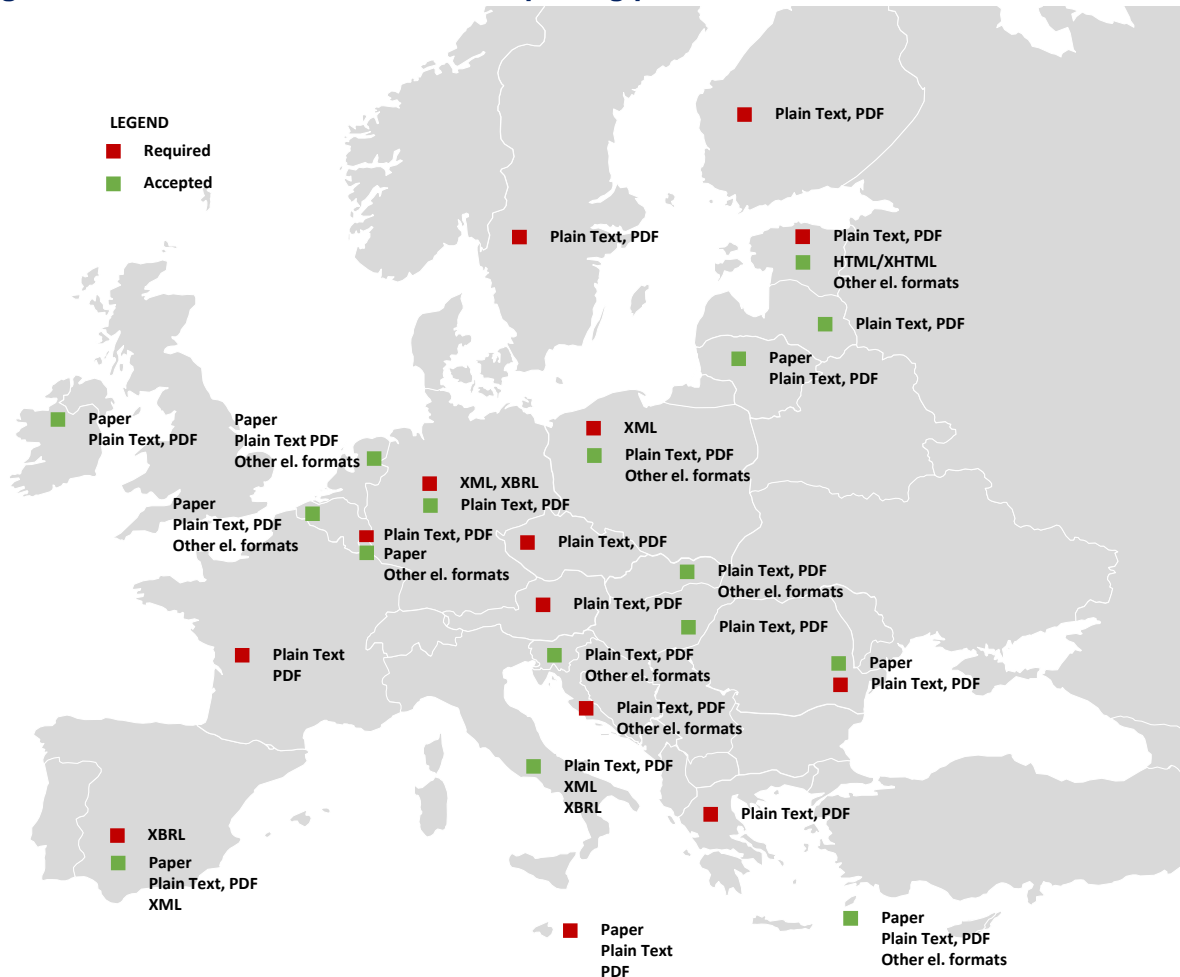 LEGEND
Required
Accepted
Plain Text, PDF
Plain Text, PDF
Plain Text, PDF
HTML/XHTML
Other el. formats
Plain Text, PDF
Paper
Plain Text, PDF
Paper
Plain Text, PDF
Paper
Plain Text PDF
Other el. formats
XML
Plain Text, PDF
Other el. formats
XML, XBRL
Plain Text, PDF
Paper
Plain Text, PDF
Other el. formats
Plain Text, PDF
Paper
Other el. formats
Plain Text, PDF
Plain Text, PDF
Other el. formats
Plain Text, PDF
Plain Text, PDF
Plain Text
PDF
Plain Text, PDF
Other el. formats
Paper
Plain Text, PDF
Plain Text, PDF
Other el. formats
Plain Text, PDF
XML
XBRL
Plain Text, PDF
XBRL
Paper
Plain Text, PDF
XML
Paper
Plain Text
PDF
Paper
Plain Text, PDF
Other el. formats